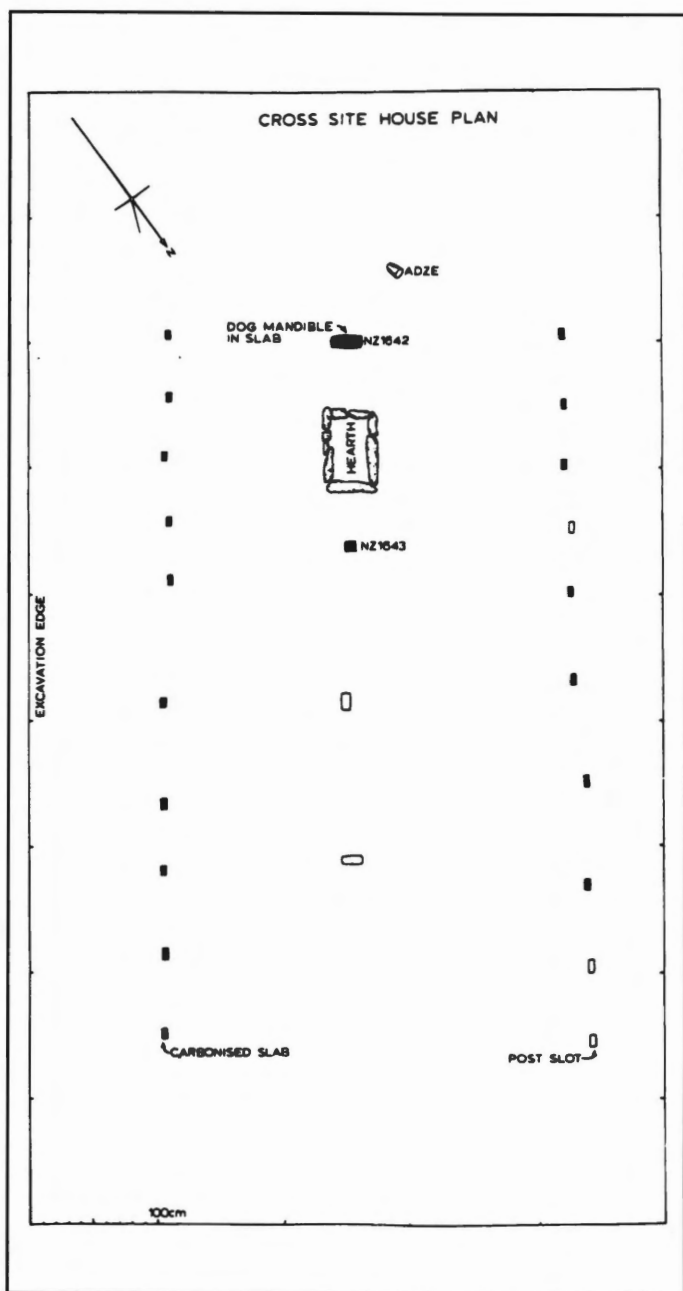 CROSS SITE HOUSE PLAN
N
ADZE
DOG MANDIBLE
IN SLAB
NZ1642
HEARTH
NZ1643
EXCAVATION EDGE
CARBONISED SLAB
POST SLOT
100cm